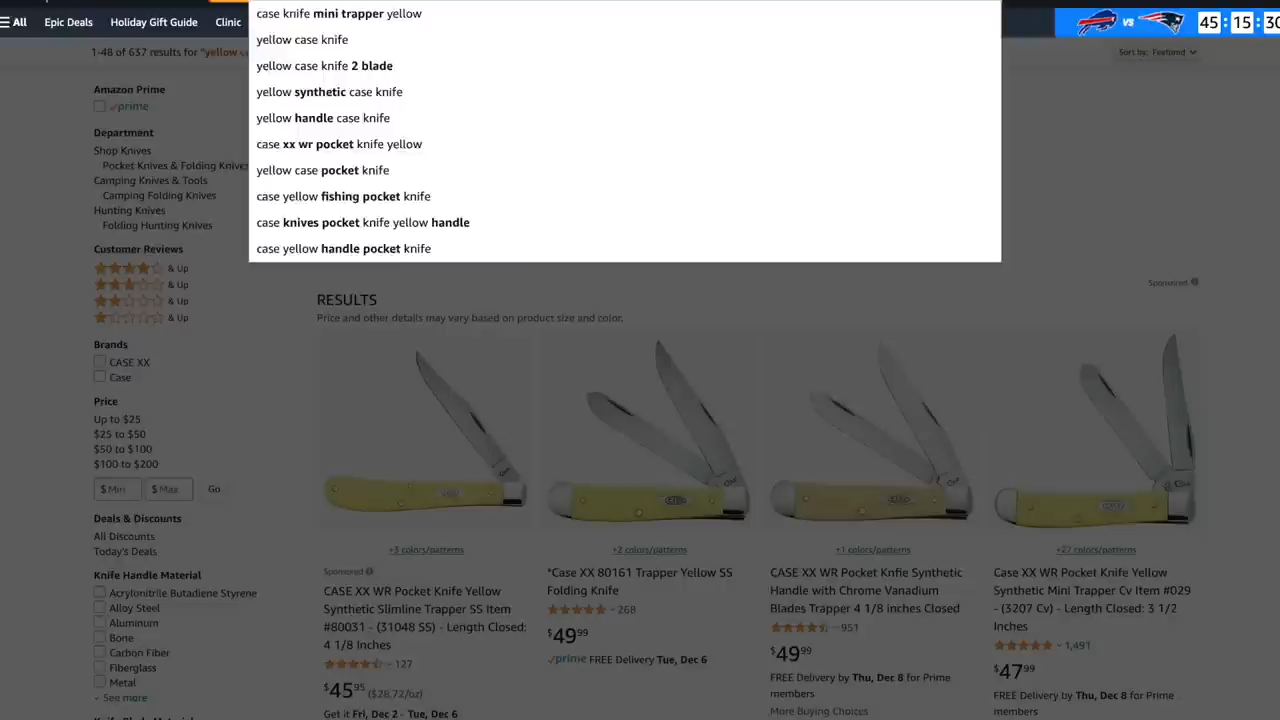 All
Epic Deals
Holiday Gift Guide
Clinic
VS
45:15:30
case knife mini trapper yellow
yellow case knife
yellow case knife 2 blade
yellow synthetic case knife
yellow handle case knife
case xx wr pocket knife yellow
yellow case pocket knife
case yellow fishing pocket knife
case knives pocket knife yellow handle
case yellow handle pocket knife
1-48 of 637 results for "yellow
Sort by: Featured
Amazon Prime
prime
Department
Shop Knives
Pocket Knives & Folding Knives
Camping Knives & Tools
Camping Folding Knives
Hunting Knives
Folding Hunting Knives
Customer Reviews
& Up
& Up
& Up
& Up
Brands
CASE XX
Case
Price
Up to $25
$25 to $50
$50 to $100
$100 to $200
$ Min
$ Max
Go
Deals & Discounts
All Discounts
Today's Deals
Knife Handle Material
Acrylonitrile Butadiene Styrene
Alloy Steel
Aluminum
Bone
Carbon Fiber
Fiberglass
Metal
See more
Sponsored
RESULTS
Price and other details may vary based on product size and color.
+3 colors/patterns
Sponsored
CASE XX WR Pocket Knife Yellow
Synthetic Slimline Trapper SS Item
#80031 - (31048 SS) - Length Closed:
4 1/8 Inches
127
$45.95 ($28.72/oz)
Get it Fri, Dec 2 - Tue, Dec 6
+2 colors/patterns
*Case XX 80161 Trapper Yellow SS
Folding Knife
268
$49.99
prime FREE Delivery Tue, Dec 6
+1 colors/patterns
CASE XX WR Pocket Knfie Synthetic
Handle with Chrome Vanadium
Blades Trapper 4 1/8 inches Closed
951
$49.99
FREE Delivery by Thu, Dec 8 for Prime
members
More Buying Choices
+27 colors/patterns
Case XX WR Pocket Knife Yellow
Synthetic Mini Trapper Cv Item #029
- (3207 Cv) - Length Closed: 3 1/2
Inches
1,491
$47.99
FREE Delivery by Thu, Dec 8 for Prime
members